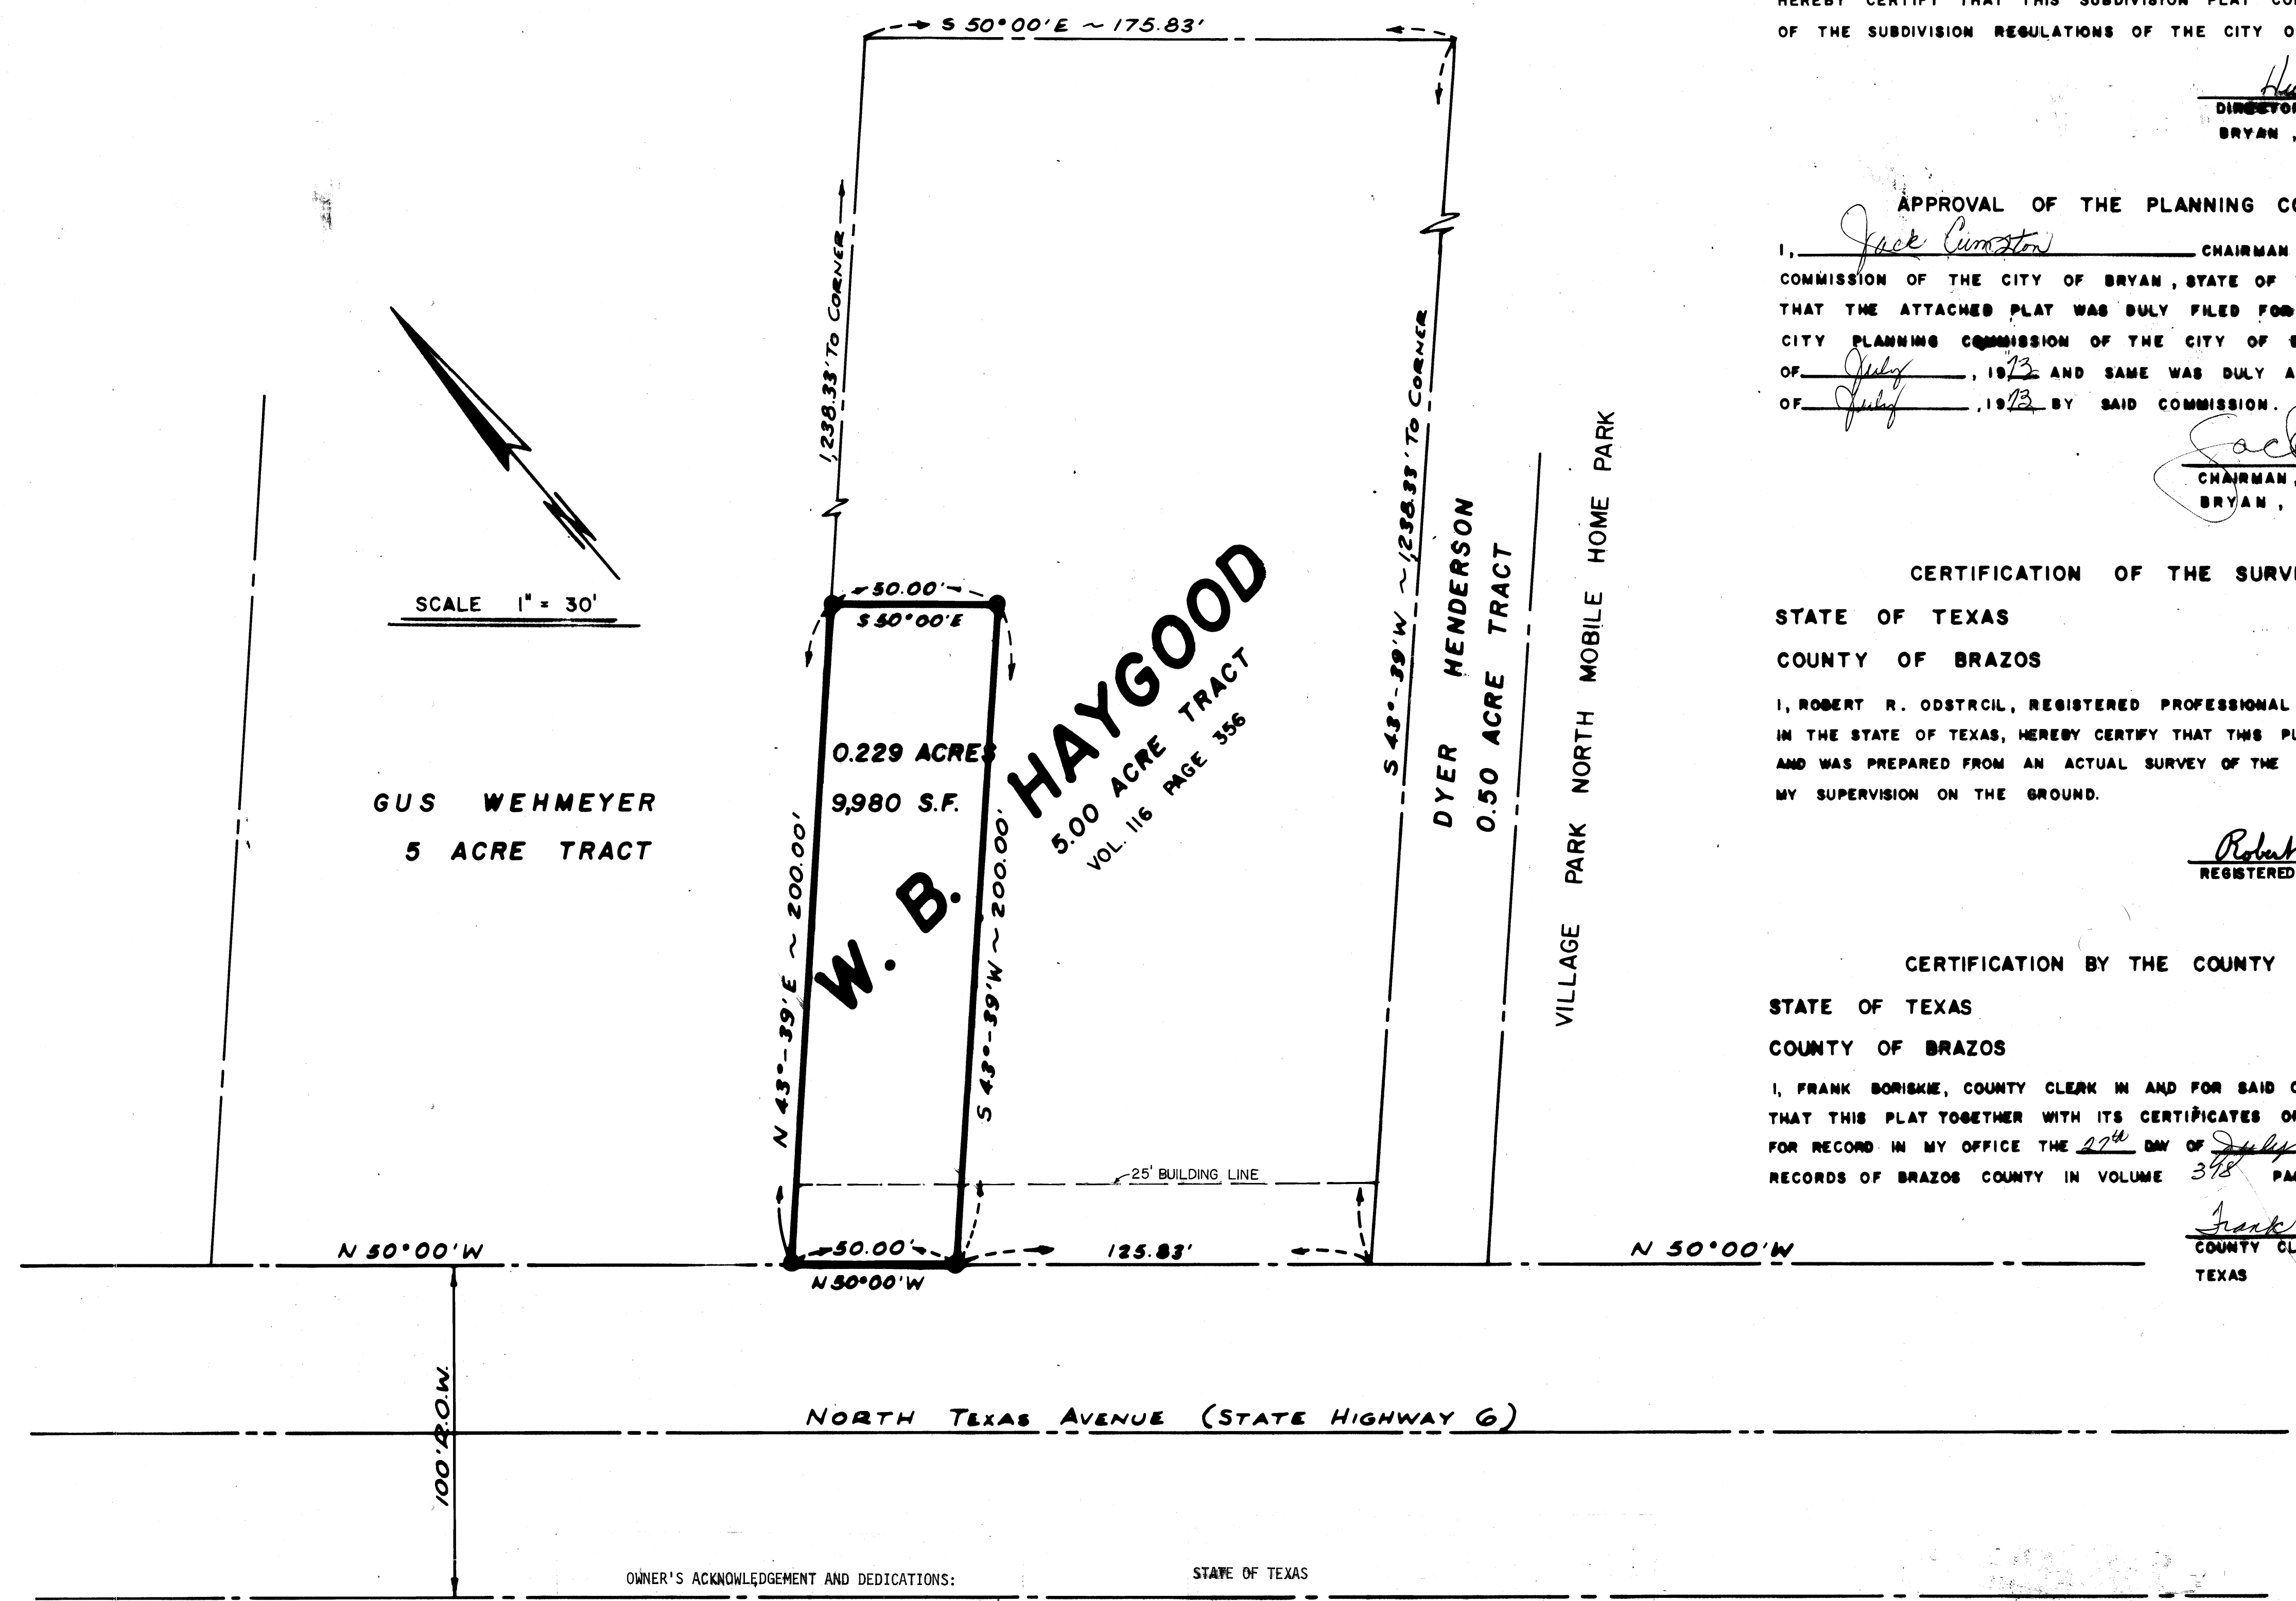 S 50°00'E ~ 175.83'
1,238.33' TO CORNER
S 43°-39'W ~ 1,238.33' TO CORNER
SCALE 1" = 30'
50.00'
S 50°00'E
0.229 ACRES
9,980 S.F.
GUS WEHMEYER
5 ACRE TRACT
W. B. HAYGOOD
5.00 ACRE TRACT
VOL. 116 PAGE 356
N 43°-39'E ~ 200.00'
S 43°-39'W ~ 200.00'
DYER HENDERSON
0.50 ACRE TRACT
VILLAGE PARK NORTH MOBILE HOME PARK
25' BUILDING LINE
N 50°00'W
50.00'
N 50°00'W
125.83'
N 50°00'W
100' R.O.W.
NORTH TEXAS AVENUE (STATE HIGHWAY 6)
OWNER'S ACKNOWLEDGEMENT AND DEDICATIONS:
STATE OF TEXAS
HEREBY CERTIFY THAT THIS SUBDIVISION PLAT
OF THE SUBDIVISION REGULATIONS OF THE CITY
BRYAN,
APPROVAL OF THE PLANNING
I, Jack Cumston CHAIRMAN
COMMISSION OF THE CITY OF BRYAN, STATE OF
THAT THE ATTACHED PLAT WAS DULY FILED FOR
CITY PLANNING COMMISSION OF THE CITY OF
OF July, 1973 AND SAME WAS DULY
OF July, 1973 BY SAID COMMISSION.
Jack
CHAIRMAN,
BRYAN,
CERTIFICATION OF THE
STATE OF TEXAS
COUNTY OF BRAZOS
I, ROBERT R. ODSTRCIL, REGISTERED PROFESSIONAL
IN THE STATE OF TEXAS, HEREBY CERTIFY THAT THIS
AND WAS PREPARED FROM AN ACTUAL SURVEY OF THE
MY SUPERVISION ON THE GROUND.
Robert
REGISTERED
CERTIFICATION BY THE COUNTY
STATE OF TEXAS
COUNTY OF BRAZOS
I, FRANK BORISKIE, COUNTY CLERK IN AND FOR SAID
THAT THIS PLAT TOGETHER WITH ITS CERTIFICATES
FOR RECORD IN MY OFFICE THE 27th DAY OF July
RECORDS OF BRAZOS COUNTY IN VOLUME
Frank
COUNTY
TEXAS